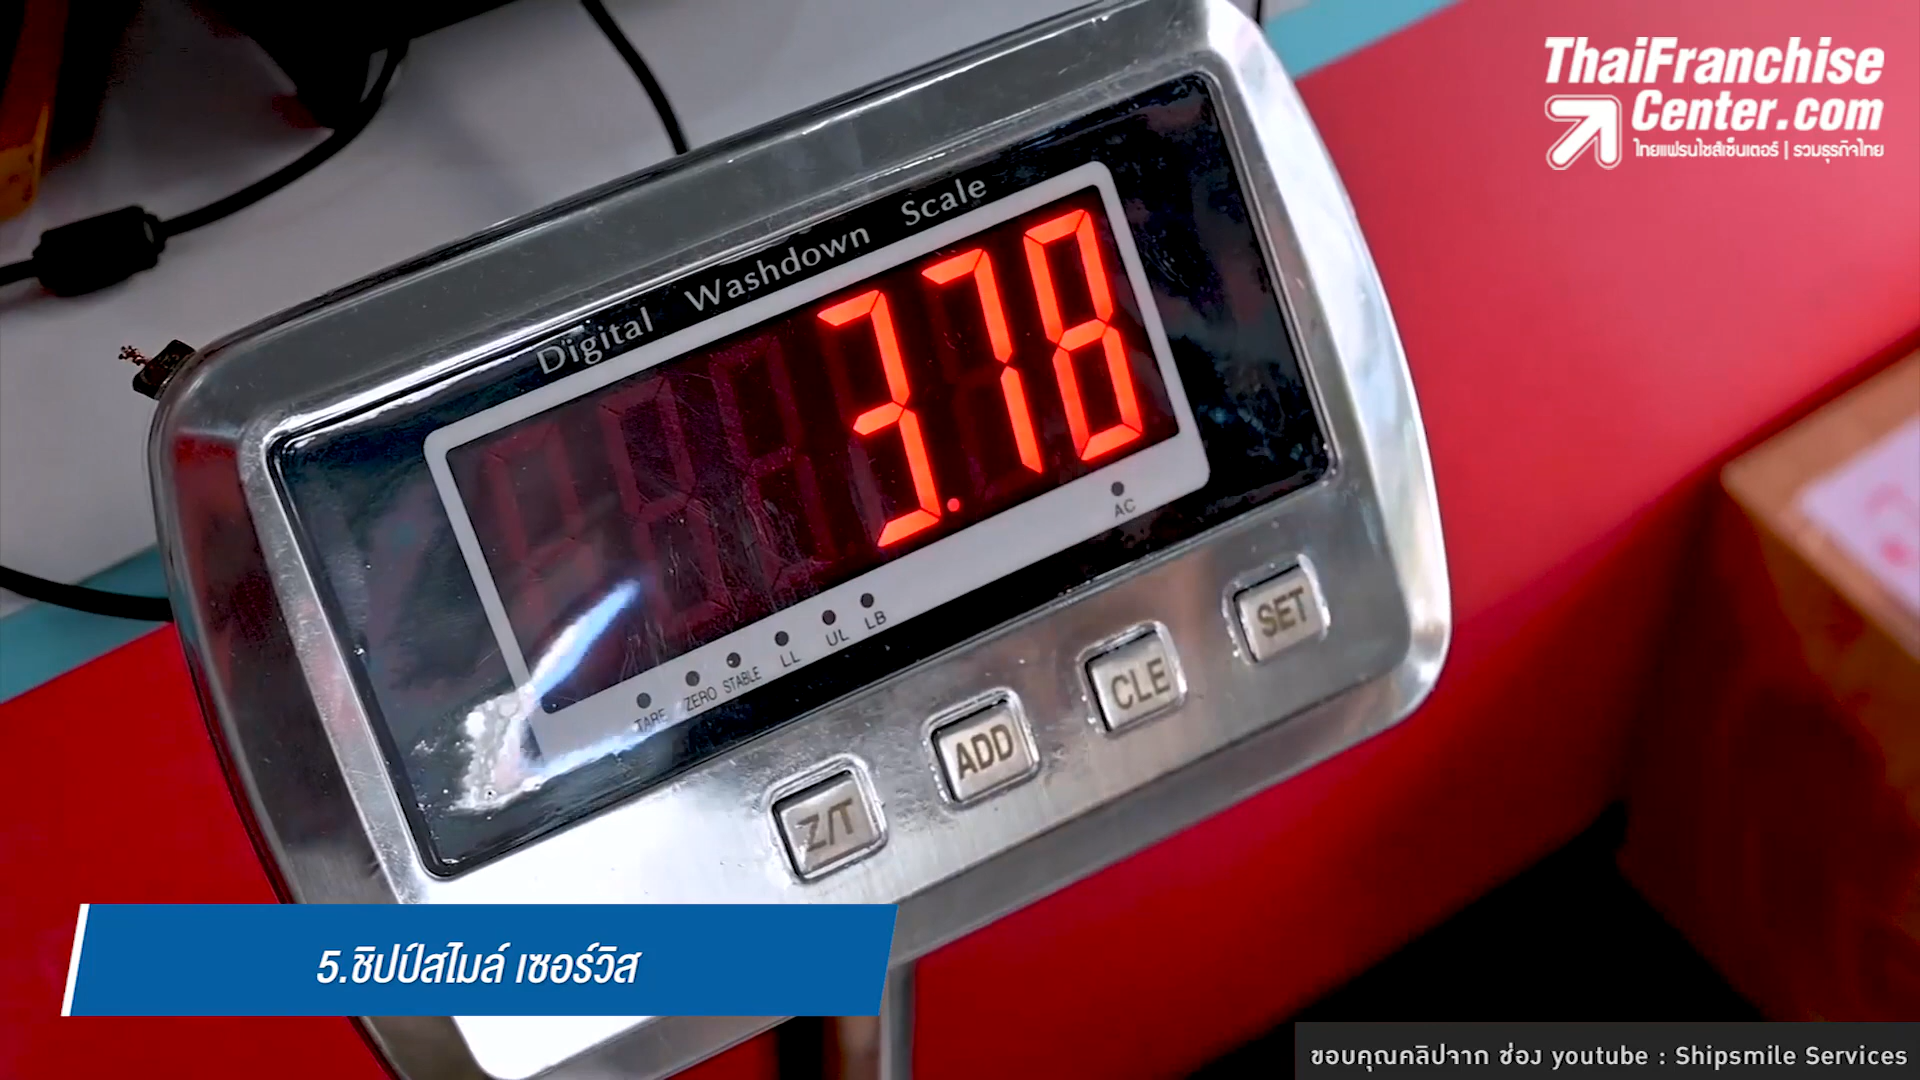 ThaiFranchise
Center.com
ไทยแฟรนไชส์เซ็นเตอร์ | รวมธุรกิจไทย
Digital Washdown Scale
3.78
AC
TARE ZERO STABLE LL UL LB
Z/T ADD CLE SET
5.ชิปป์สไมล์ เซอร์วิส
ขอบคุณคลิปจาก ช่อง youtube : Shipsmile Services